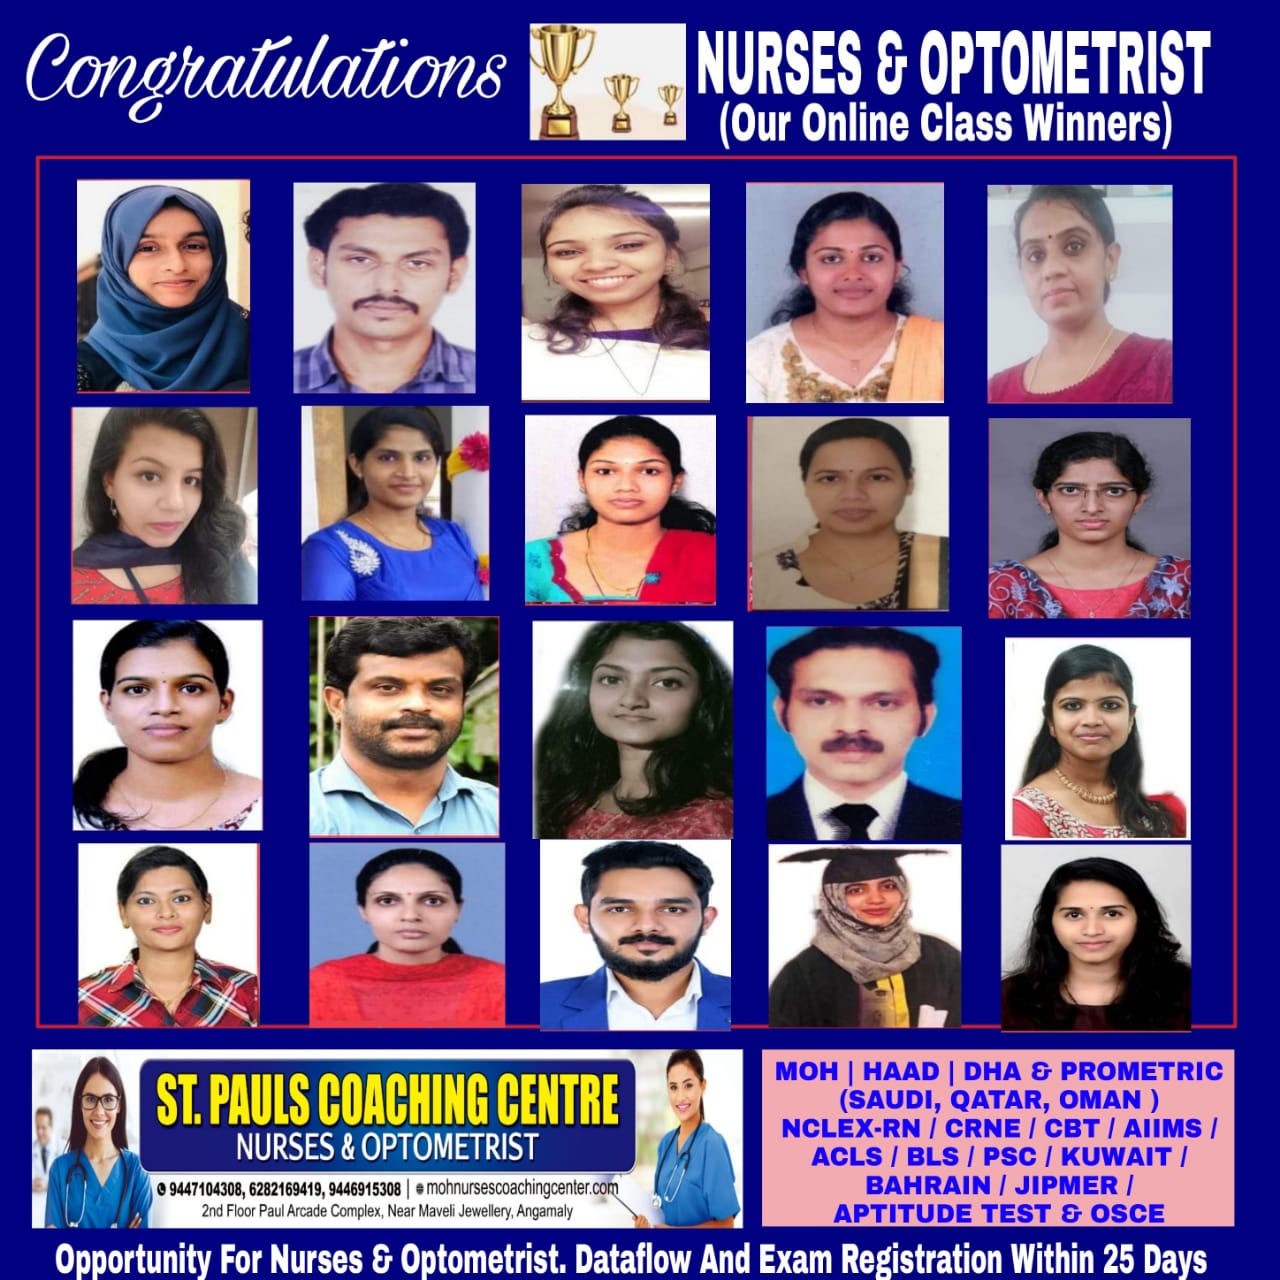 Congratulations
NURSES & OPTOMETRIST
(Our Online Class Winners)
ST. PAULS COACHING CENTRE
NURSES & OPTOMETRIST
9447104308, 6282169419, 9446915308 | mohnursescoachingcenter.com
2nd Floor Paul Arcade Complex, Near Maveli Jewellery, Angamaly
MOH | HAAD | DHA & PROMETRIC
(SAUDI, QATAR, OMAN )
NCLEX-RN / CRNE / CBT / AIIMS /
ACLS / BLS / PSC / KUWAIT /
BAHRAIN / JIPMER /
APTITUDE TEST & OSCE
Opportunity For Nurses & Optometrist. Dataflow And Exam Registration Within 25 Days